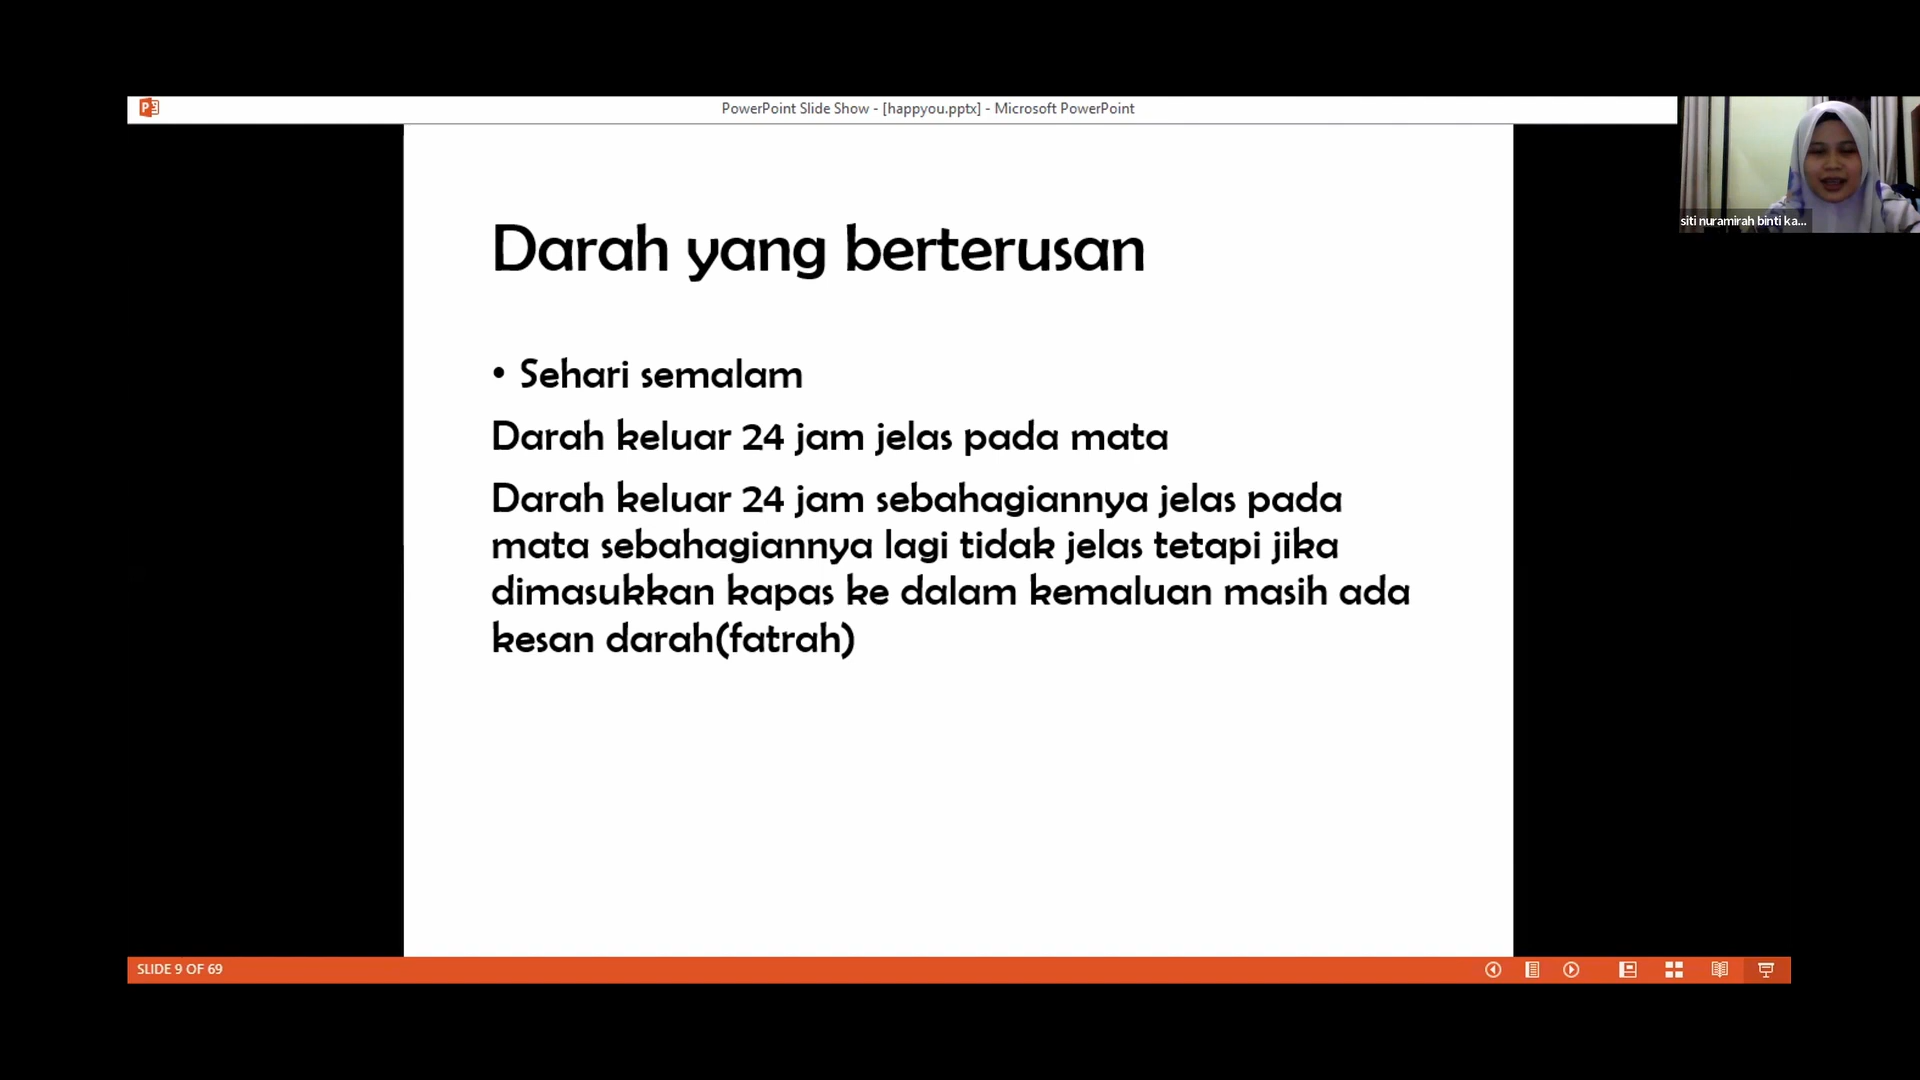 PowerPoint Slide Show - [happyou.pptx] - Microsoft PowerPoint
siti nuramirah binti ka...
Darah yang berterusan
• Sehari semalam
Darah keluar 24 jam jelas pada mata
Darah keluar 24 jam sebahagiannya jelas pada
mata sebahagiannya lagi tidak jelas tetapi jika
dimasukkan kapas ke dalam kemaluan masih ada
kesan darah(fatrah)
SLIDE 9 OF 69